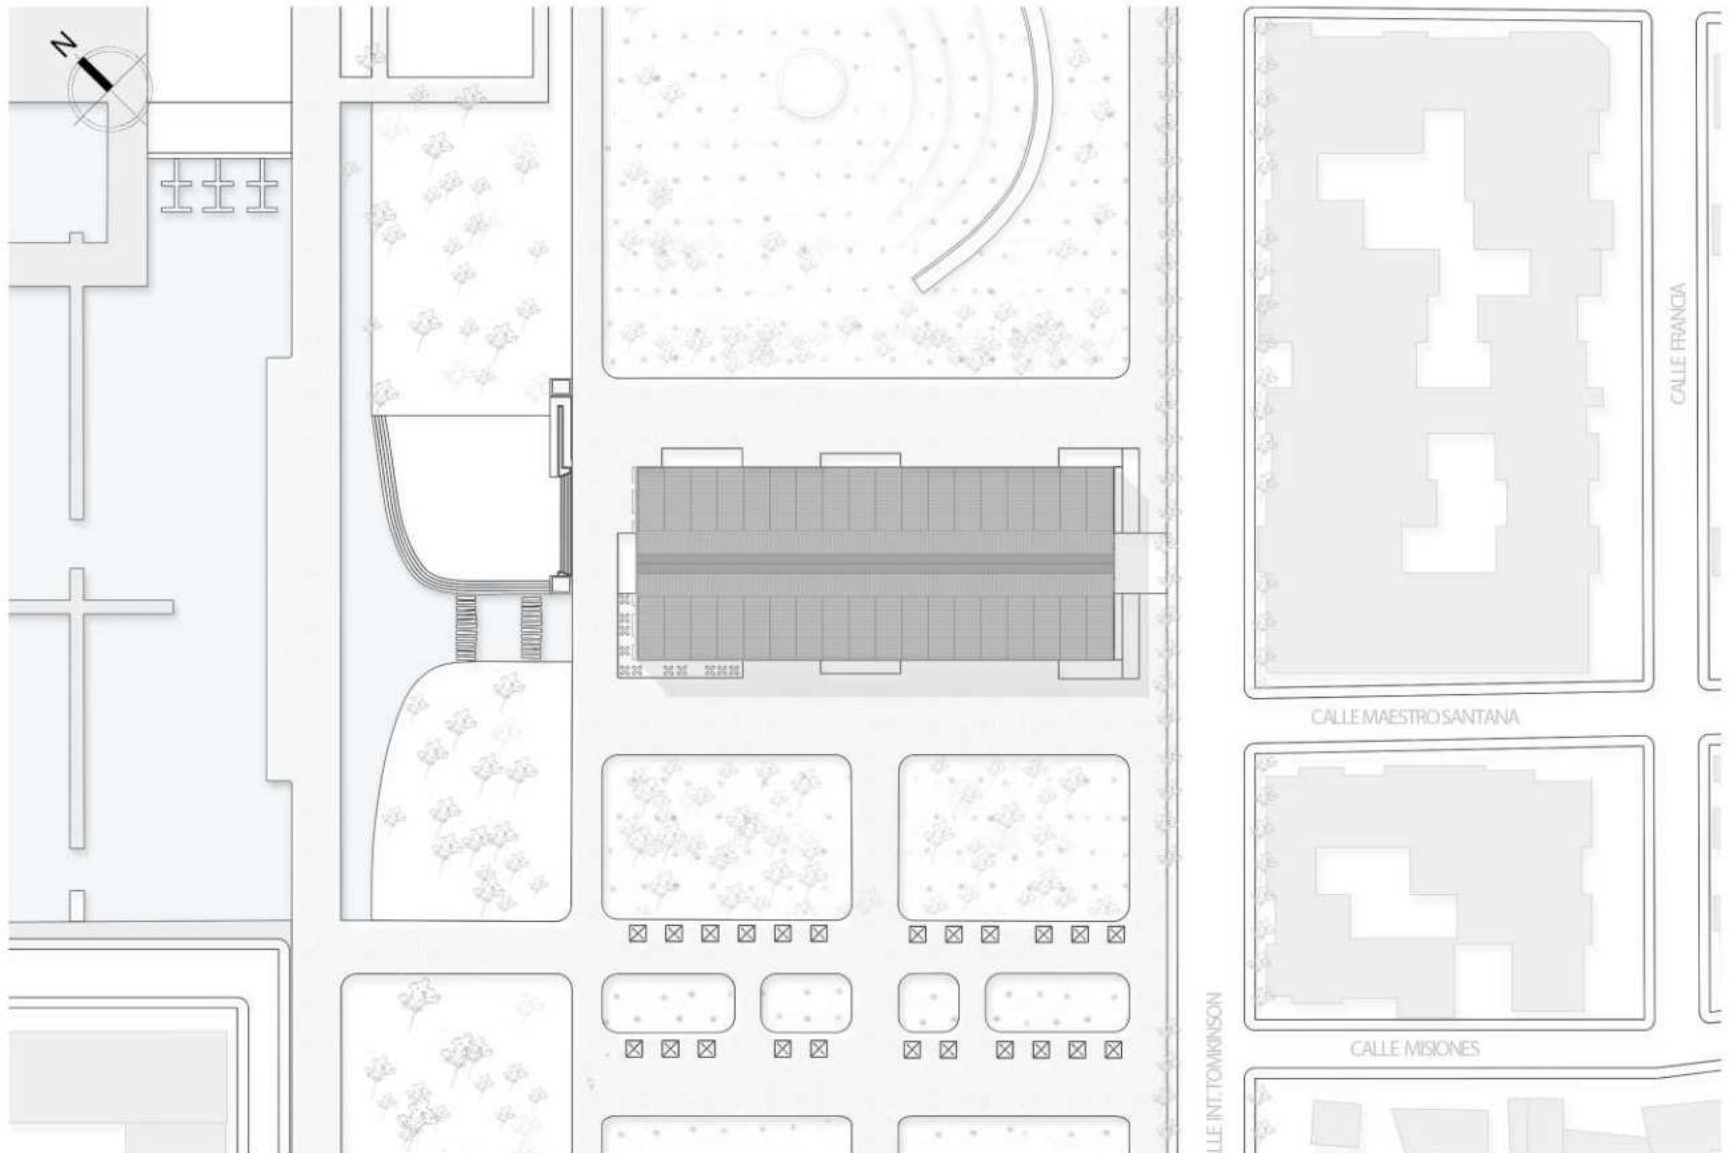 N
CALLE FRANCIA
CALLE MAESTRO SANTANA
LLE INT. TOMKINSON
CALLE MISIONES